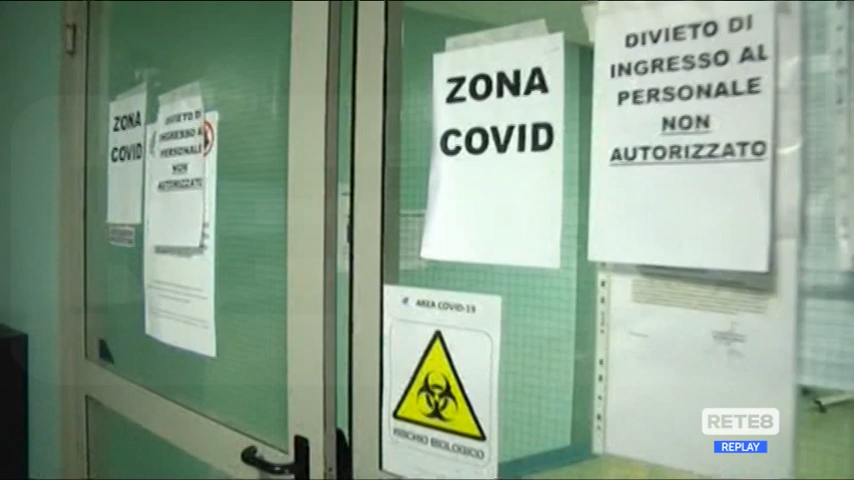 ZONA
COVID
DIVIETO DI
INGRESSO AL
PERSONALE
NON
AUTORIZZATO
ZONA
COVID
DIVIETO DI
INGRESSO AL
PERSONALE
NON
AUTORIZZATO
AREA COVID-19
RISCHIO BIOLOGICO
RETE8
REPLAY